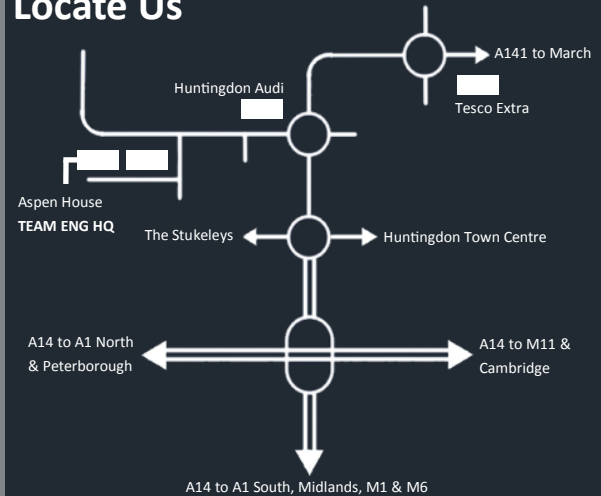 Locate Us
A141 to March
Huntingdon Audi
Tesco Extra
Aspen House
TEAM ENG HQ
The Stukeleys
Huntingdon Town Centre
A14 to A1 North
& Peterborough
A14 to M11 &
Cambridge
A14 to A1 South, Midlands, M1 & M6